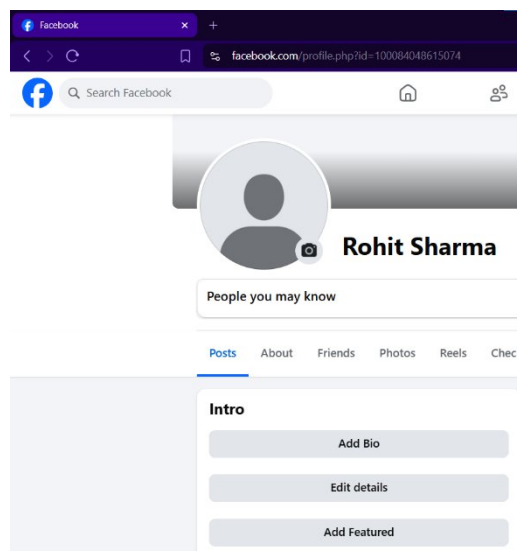 Facebook
facebook.com/profile.php?id=100084048615074
Search Facebook
Rohit Sharma
People you may know
Posts About Friends Photos Reels Chec
Intro
Add Bio
Edit details
Add Featured